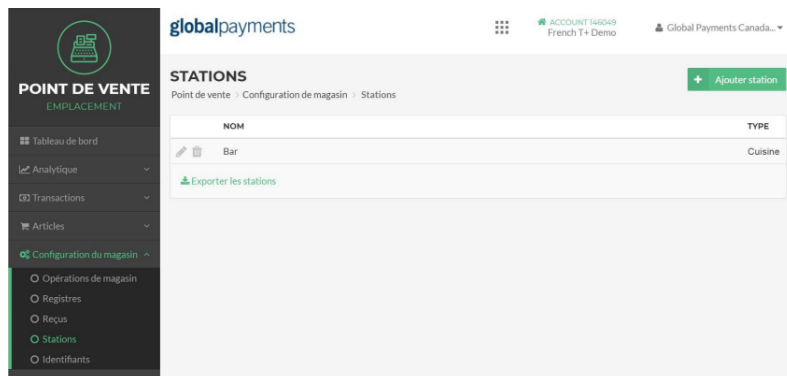 POINT DE VENTE
EMPLACEMENT
Tableau de bord
Analytique
Transactions
Articles
Configuration du magasin
Opérations de magasin
Registres
Reçus
Stations
Identifiants
globalpayments
ACCOUNT 146049
French T+ Demo
Global Payments Canada...
STATIONS
Point de vente > Configuration de magasin > Stations
+ Ajouter station
NOM TYPE
Bar Cuisine
Exporter les stations